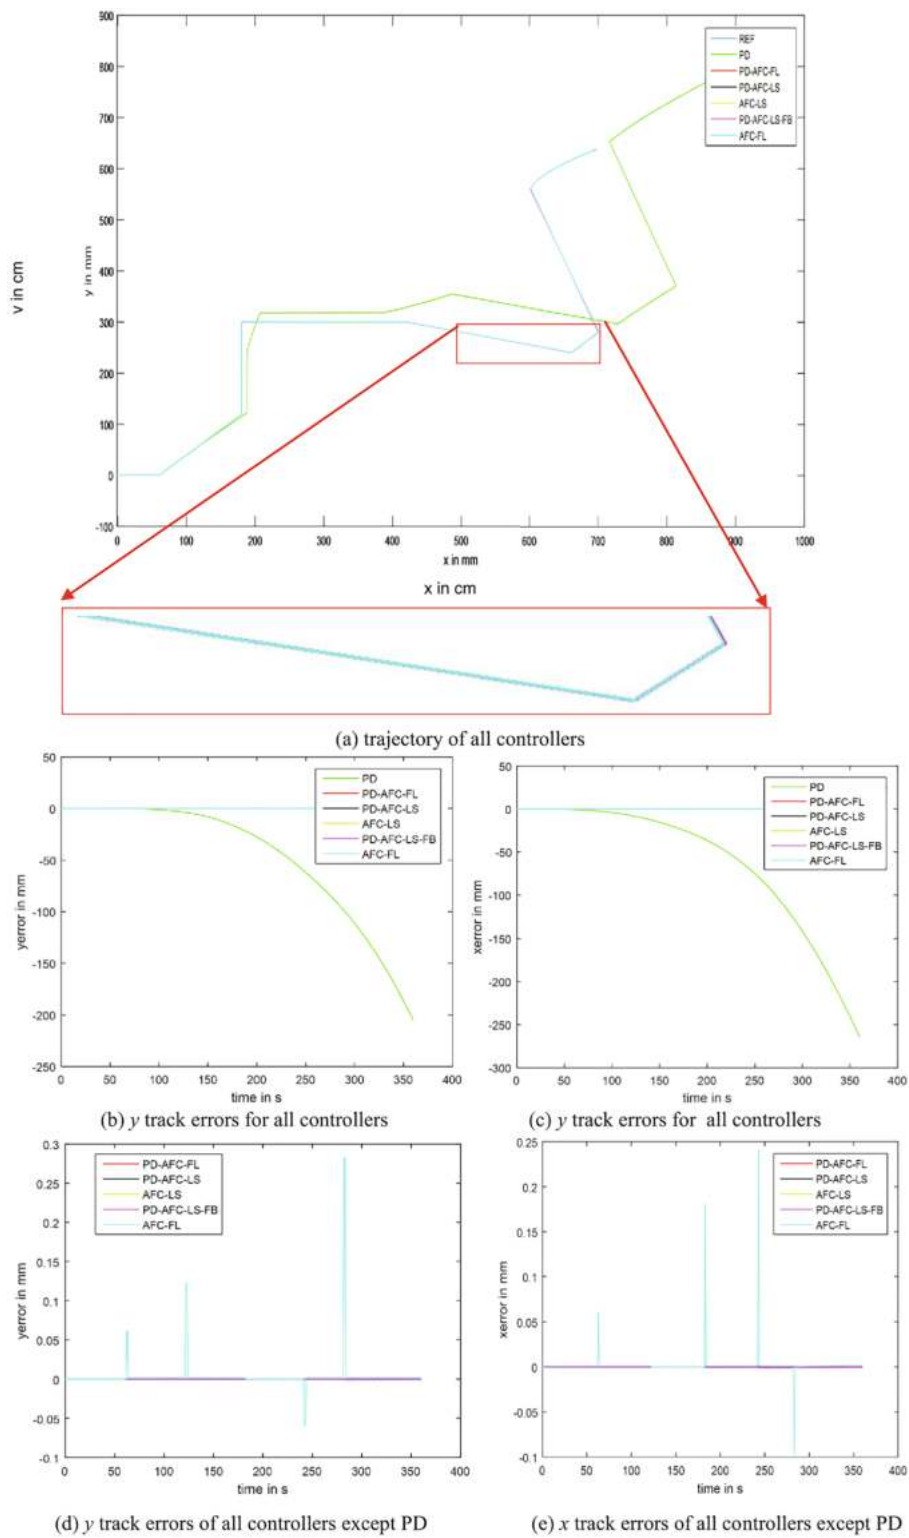 900
800
700
600
500
400
300
200
100
0
-100
y in mm
v in cm
REF
PD
PD-AFC-FL
PD-AFC-LS
AFC-LS
PD-AFC-LS-FB
AFC-FL
0 100 200 300 400 500 600 700 800 900 1000
x in mm
x in cm
(a) trajectory of all controllers
50
0
-50
-100
-150
-200
-250
yerror in mm
PD
PD-AFC-FL
PD-AFC-LS
AFC-LS
PD-AFC-LS-FB
AFC-FL
0 50 100 150 200 250 300 350 400
time in s
(b) y track errors for all controllers
50
0
-50
-100
-150
-200
-250
-300
xerror in mm
PD
PD-AFC-FL
PD-AFC-LS
AFC-LS
PD-AFC-LS-FB
AFC-FL
0 50 100 150 200 250 300 350 400
time in s
(c) y track errors for all controllers
0.3
0.25
0.2
0.15
0.1
0.05
0
-0.05
-0.1
yerror in mm
PD-AFC-FL
PD-AFC-LS
AFC-LS
PD-AFC-LS-FB
AFC-FL
0 50 100 150 200 250 300 350 400
time in s
(d) y track errors of all controllers except PD
0.25
0.2
0.15
0.1
0.05
0
-0.05
-0.1
xerror in mm
PD-AFC-FL
PD-AFC-LS
AFC-LS
PD-AFC-LS-FB
AFC-FL
0 50 100 150 200 250 300 350 400
time in s
(e) x track errors of all controllers except PD